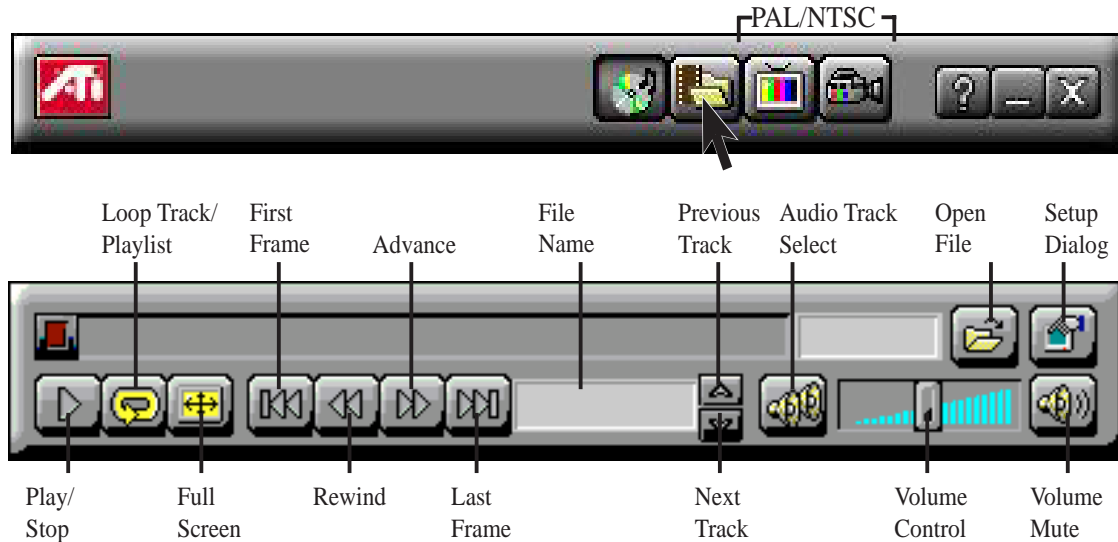 PAL/NTSC
ATI
?
Loop Track/
Playlist
First
Frame
Advance
File
Name
Previous
Track
Audio Track
Select
Open
File
Setup
Dialog
Play/
Stop
Full
Screen
Rewind
Last
Frame
Next
Track
Volume
Control
Volume
Mute